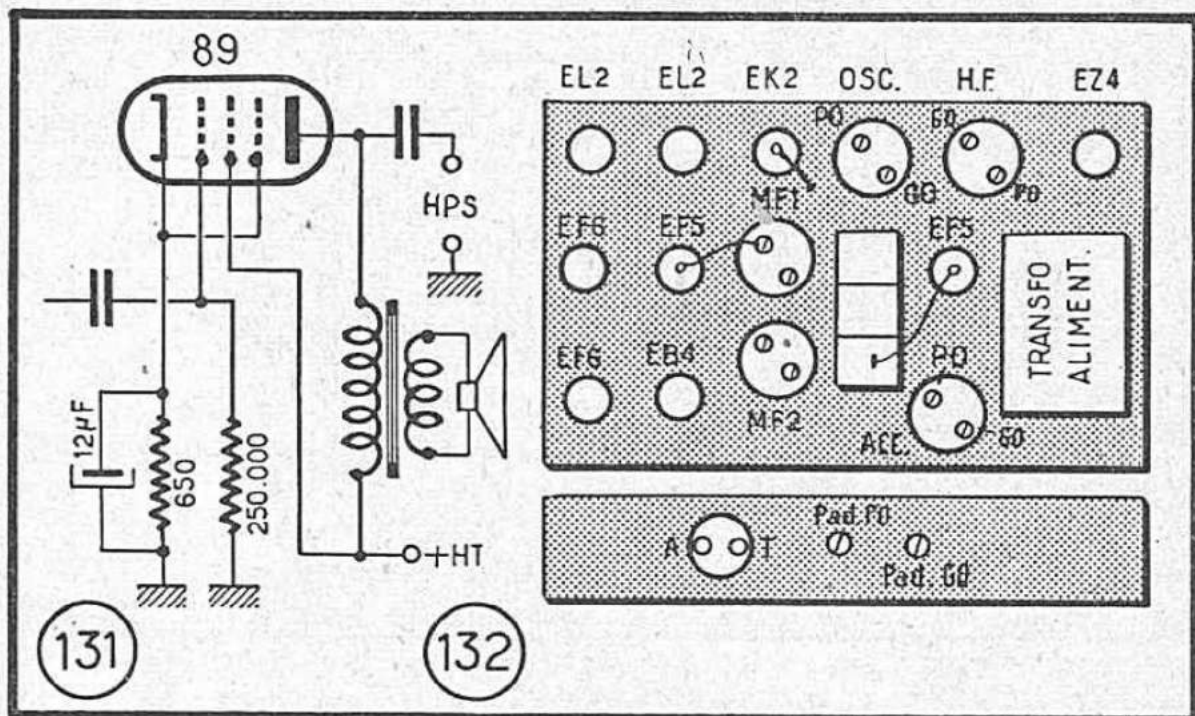 89
HPS
12µF
650
250.000
+HT
131
132
EL2 EL2 EK2 OSC. H.F. EZ4
PO GO
GO PO
MF1
EF6 EF5 EF5
TRANSFO
ALIMENT.
EF6 EB4 PO
MF2 ACC. GO
A T Pad.PO
Pad. GO